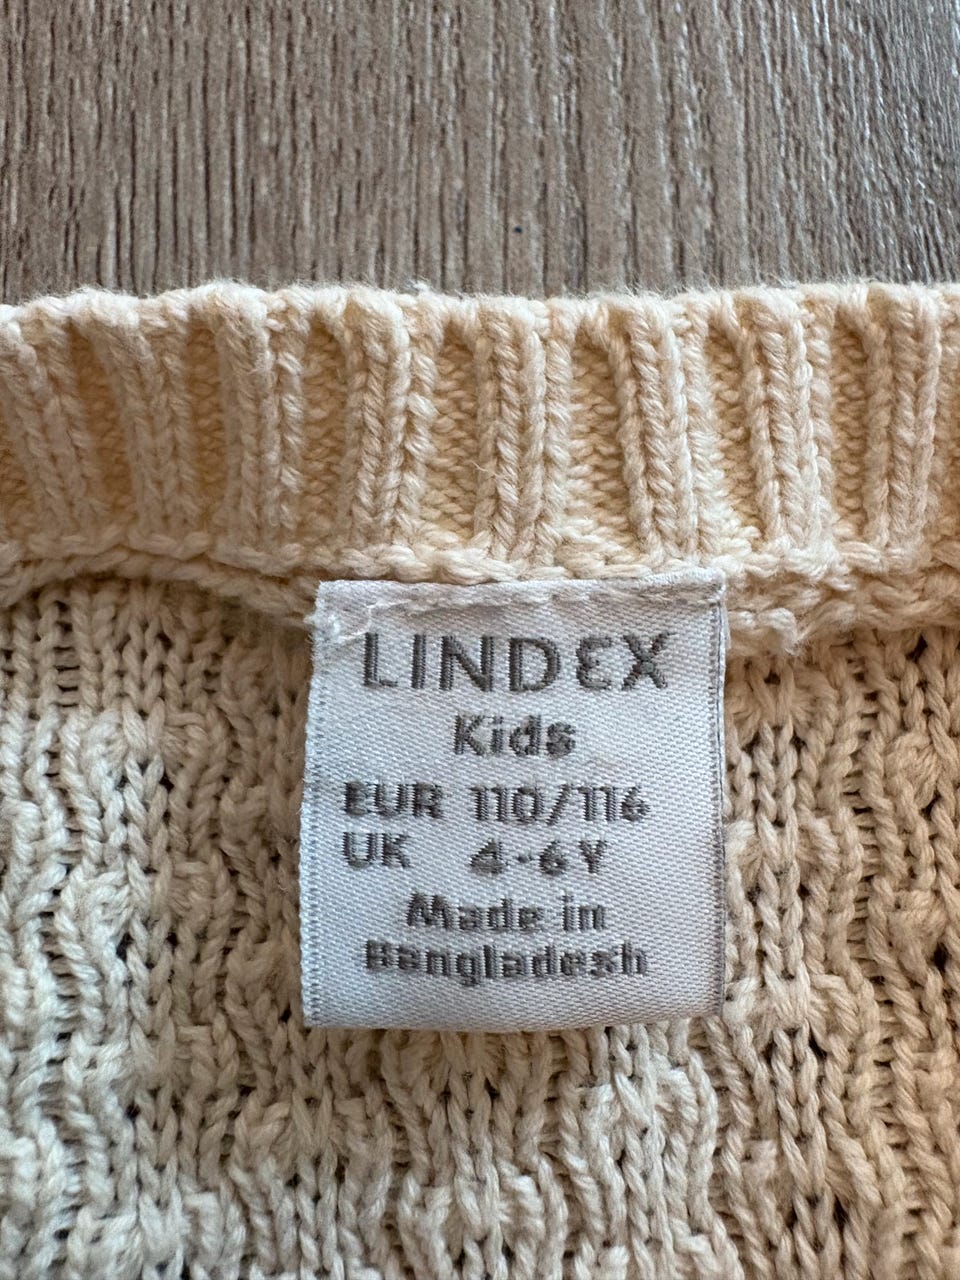 LINDEX
Kids
EUR 110/116
UK 4-6Y
Made in
Bangladesh